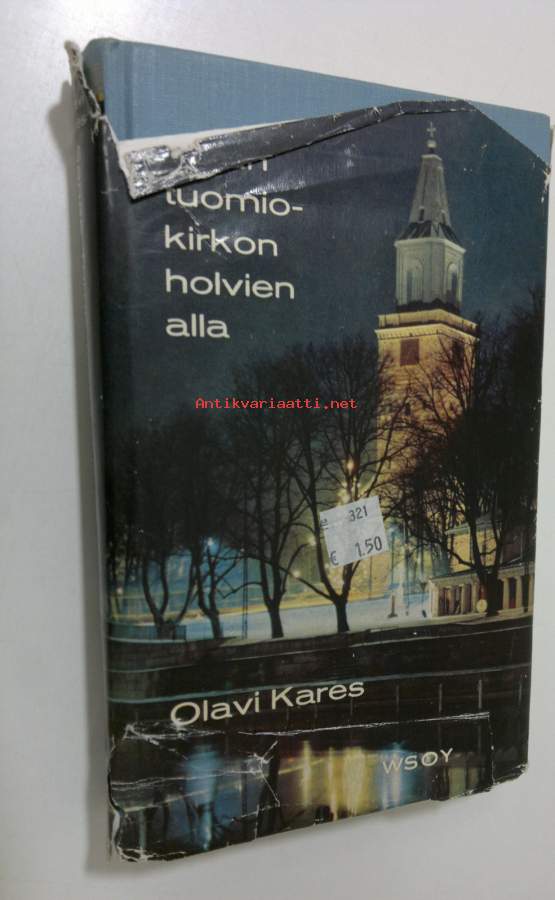 tuomio-
kirkon
holvien
alla
Antikvariaatti.net
321
€ 1.50
Olavi Kares
WSOY